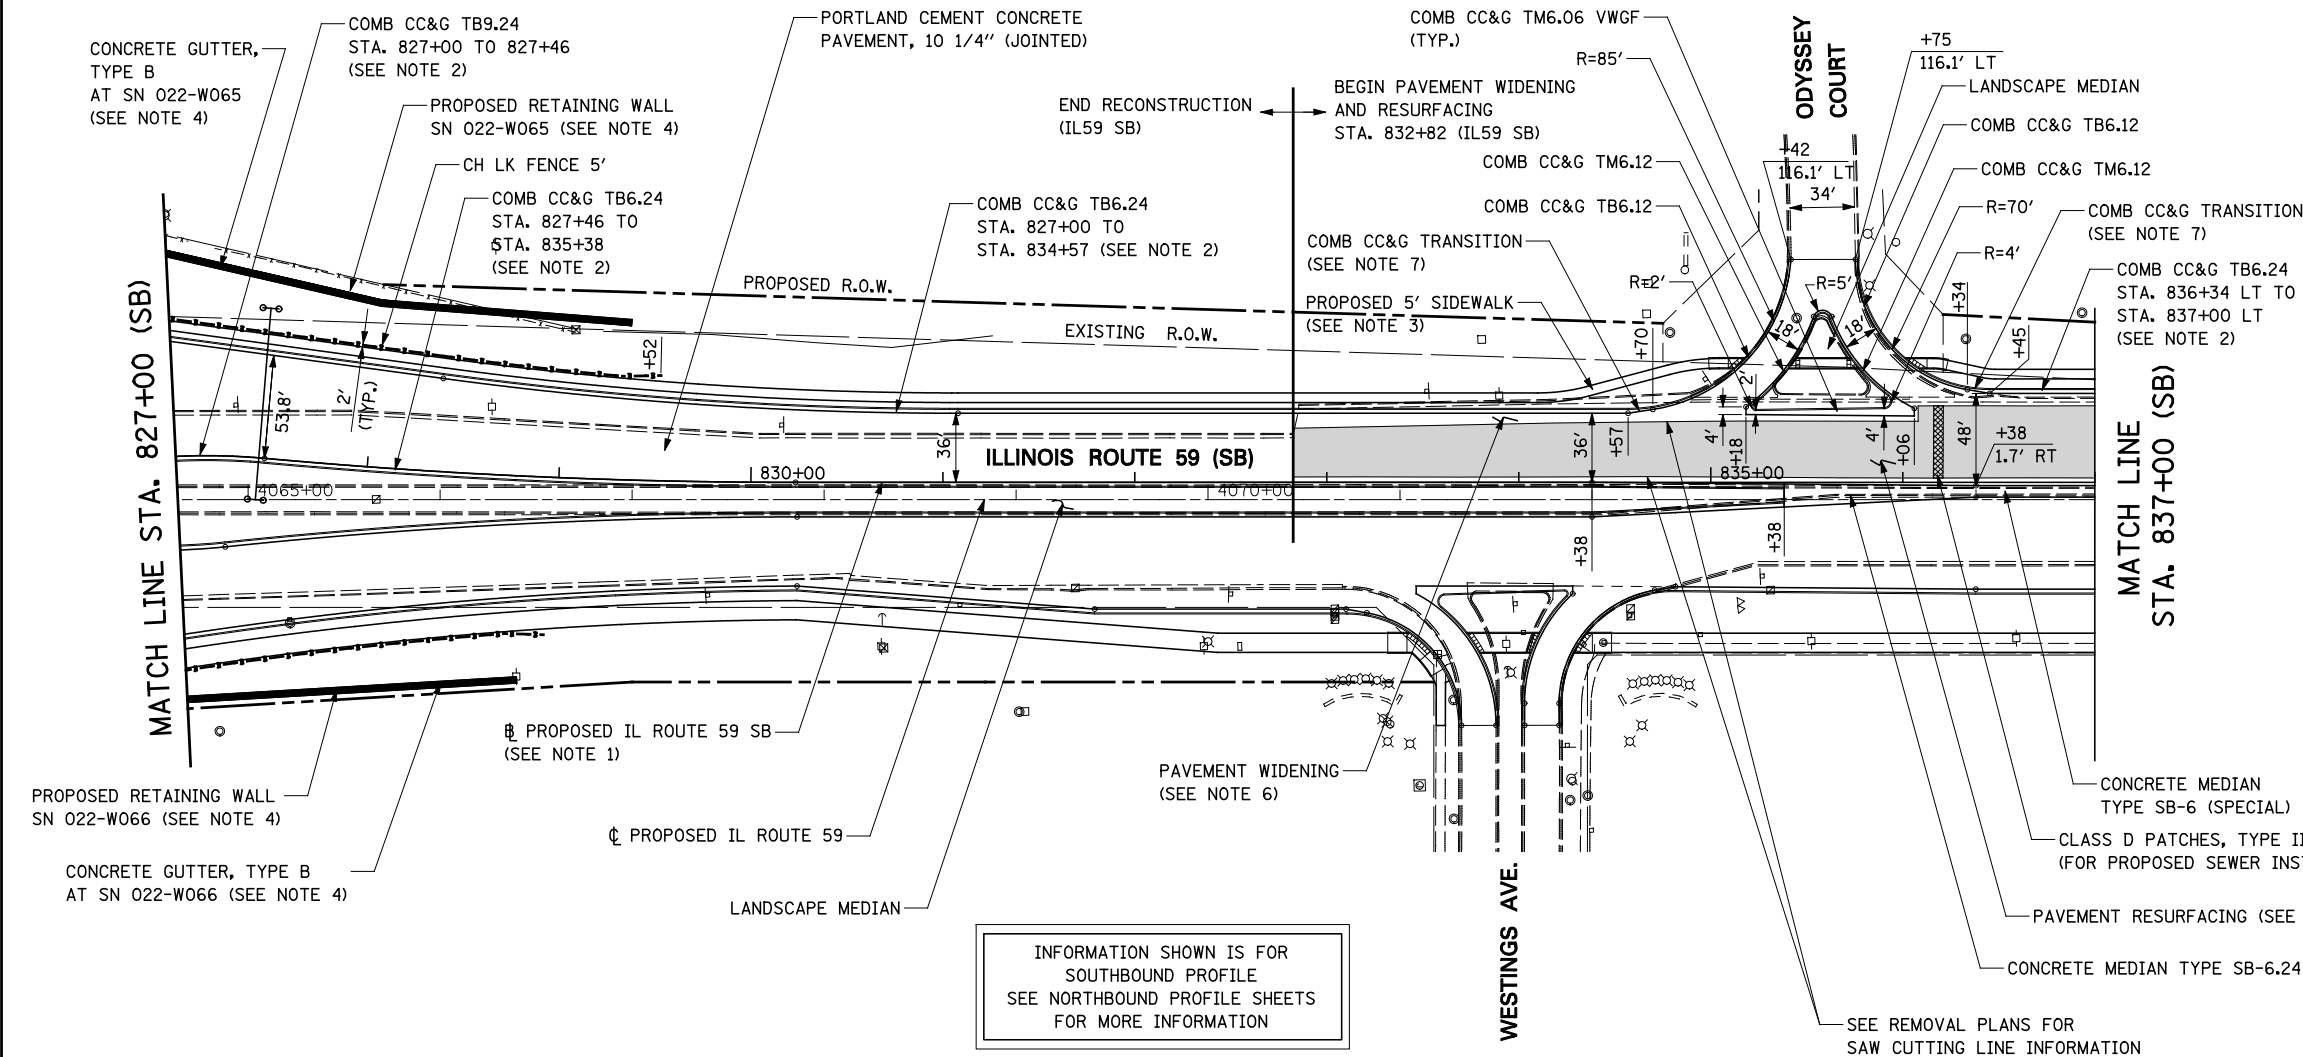 CONCRETE GUTTER,
TYPE B
AT SN 022-W065
(SEE NOTE 4)
COMB CC&G TB9.24
STA. 827+00 TO 827+46
(SEE NOTE 2)
PROPOSED RETAINING WALL
SN 022-W065 (SEE NOTE 4)
CH LK FENCE 5'
COMB CC&G TB6.24
STA. 827+46 TO
STA. 835+38
(SEE NOTE 2)
PORTLAND CEMENT CONCRETE
PAVEMENT, 10 1/4" (JOINTED)
COMB CC&G TB6.24
STA. 827+00 TO
STA. 834+57 (SEE NOTE 2)
END RECONSTRUCTION
(IL59 SB)
BEGIN PAVEMENT WIDENING
AND RESURFACING
STA. 832+82 (IL59 SB)
COMB CC&G TM6.06 VWGF
(TYP.)
R=85'
COMB CC&G TM6.12
COMB CC&G TB6.12
COMB CC&G TRANSITION
(SEE NOTE 7)
R=2'
PROPOSED 5' SIDEWALK
(SEE NOTE 3)
ODYSSEY
COURT
+75
116.1' LT
LANDSCAPE MEDIAN
COMB CC&G TB6.12
+42
116.1' LT
34'
COMB CC&G TM6.12
R=70'
COMB CC&G TRANSITION
(SEE NOTE 7)
R=4'
COMB CC&G TB6.24
STA. 836+34 LT TO
STA. 837+00 LT
(SEE NOTE 2)
R=5'
18'
18'
+34
+45
+70
+52
PROPOSED R.O.W.
EXISTING R.O.W.
MATCH LINE STA. 827+00 (SB)
53.8'
2'
(TYP.)
36'
ILLINOIS ROUTE 59 (SB)
830+00
4065+00
4070+00
835+00
36'
+57
4'
2'
+18
4'
+06
48'
+38
1.7' RT
+38
+38
MATCH LINE
STA. 837+00 (SB)
PROPOSED IL ROUTE 59 SB
(SEE NOTE 1)
PROPOSED RETAINING WALL
SN 022-W066 (SEE NOTE 4)
CONCRETE GUTTER, TYPE B
AT SN 022-W066 (SEE NOTE 4)
℄ PROPOSED IL ROUTE 59
LANDSCAPE MEDIAN
PAVEMENT WIDENING
(SEE NOTE 6)
WESTINGS AVE.
INFORMATION SHOWN IS FOR
SOUTHBOUND PROFILE
SEE NORTHBOUND PROFILE SHEETS
FOR MORE INFORMATION
CONCRETE MEDIAN
TYPE SB-6 (SPECIAL)
CLASS D PATCHES, TYPE
(FOR PROPOSED SEWER
PAVEMENT RESURFACING (SEE
CONCRETE MEDIAN TYPE SB-6.24
SEE REMOVAL PLANS FOR
SAW CUTTING LINE INFORMATION